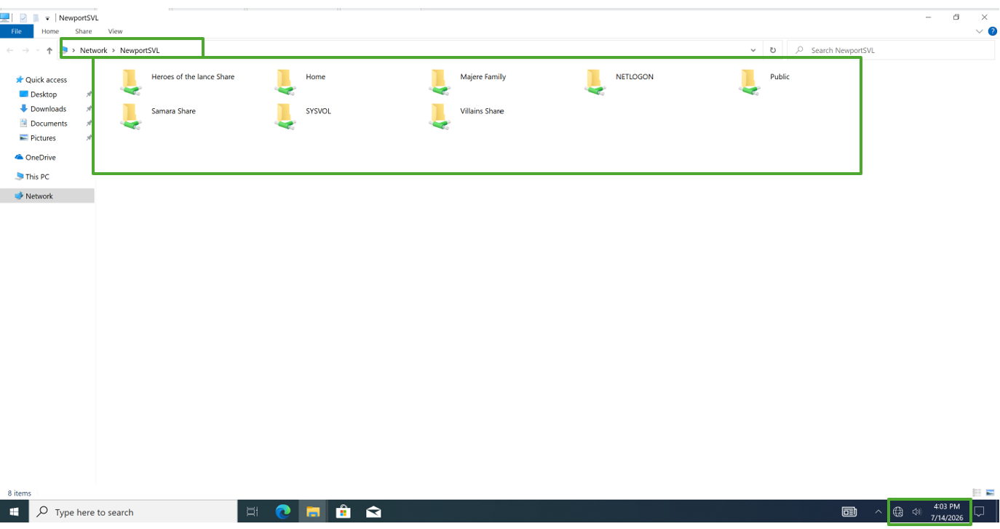 NewportSVL
File Home Share View
Network > NewportSVL
Search NewportSVL
Quick access
Desktop
Downloads
Documents
Pictures
OneDrive
This PC
Network
Heroes of the lance Share
Home
Majere Family
NETLOGON
Public
Samara Share
SYSVOL
Villains Share
8 items
Type here to search
4:03 PM
7/14/2026